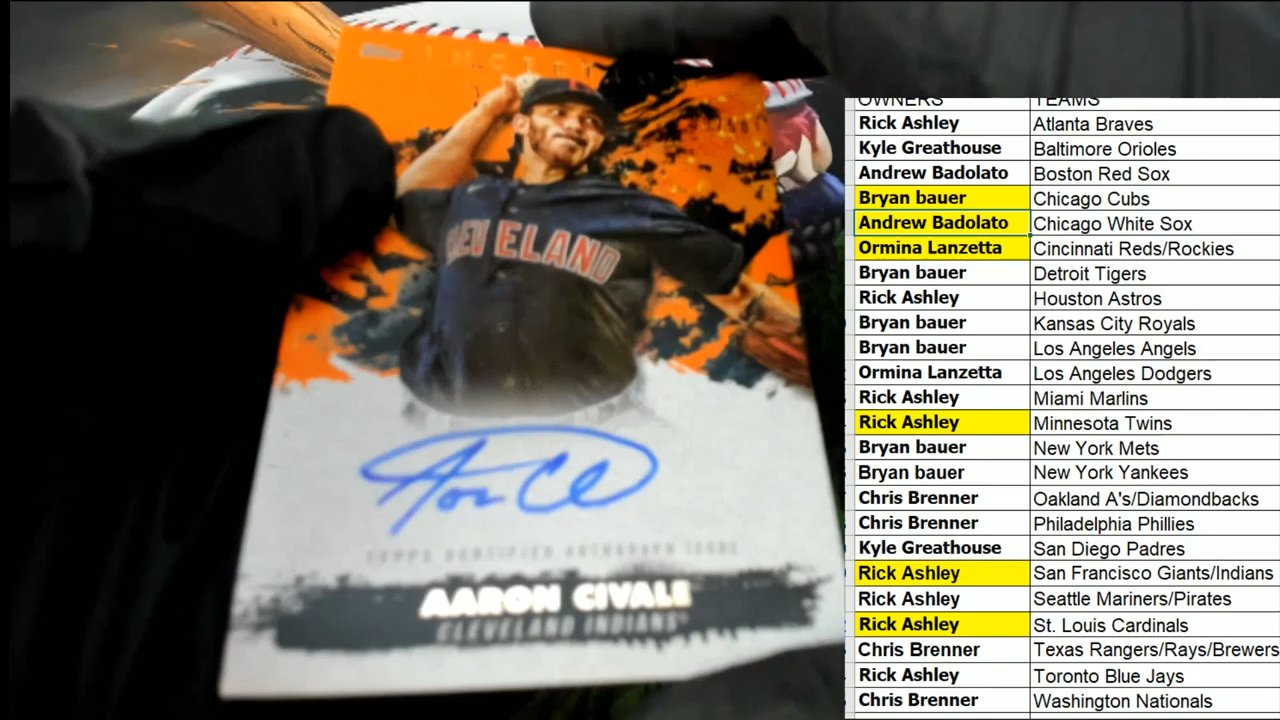 topps
INCEPTION
CLEVELAND
TOPPS CERTIFIED AUTOGRAPH ISSUE
AARON CIVALE
CLEVELAND INDIANS
OWNERS TEAMS
Rick Ashley Atlanta Braves
Kyle Greathouse Baltimore Orioles
Andrew Badolato Boston Red Sox
Bryan bauer Chicago Cubs
Andrew Badolato Chicago White Sox
Ormina Lanzetta Cincinnati Reds/Rockies
Bryan bauer Detroit Tigers
Rick Ashley Houston Astros
Bryan bauer Kansas City Royals
Bryan bauer Los Angeles Angels
Ormina Lanzetta Los Angeles Dodgers
Rick Ashley Miami Marlins
Rick Ashley Minnesota Twins
Bryan bauer New York Mets
Bryan bauer New York Yankees
Chris Brenner Oakland A's/Diamondbacks
Chris Brenner Philadelphia Phillies
Kyle Greathouse San Diego Padres
Rick Ashley San Francisco Giants/Indians
Rick Ashley Seattle Mariners/Pirates
Rick Ashley St. Louis Cardinals
Chris Brenner Texas Rangers/Rays/Brewers
Rick Ashley Toronto Blue Jays
Chris Brenner Washington Nationals